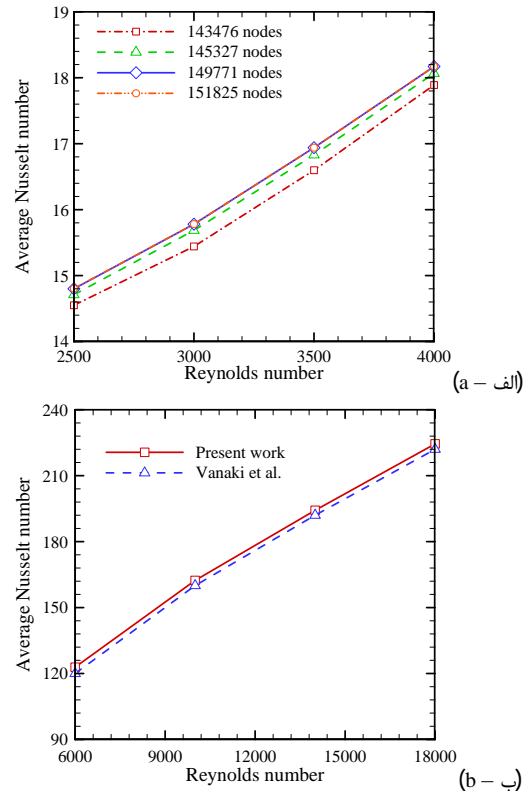 19
18
17
16
15
14
Average Nusselt number
143476 nodes
145327 nodes
149771 nodes
151825 nodes
2500 3000 3500 4000
Reynolds number
(a – الف)
240
210
180
150
120
90
Average Nusselt number
Present work
Vanaki et al.
6000 9000 12000 15000 18000
Reynolds number
(b – ب)